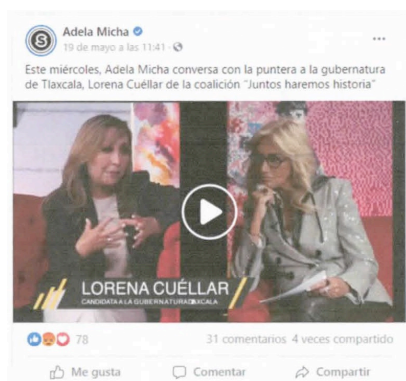 Adela Micha
19 de mayo a las 11:41 ·
Este miércoles, Adela Micha conversa con la puntera a la gubernatura
de Tlaxcala, Lorena Cuéllar de la coalición "Juntos haremos historia"
LORENA CUÉLLAR
CANDIDATA A LA GUBERNATURA
78
31 comentarios 4 veces compartido
Me gusta
Comentar
Compartir